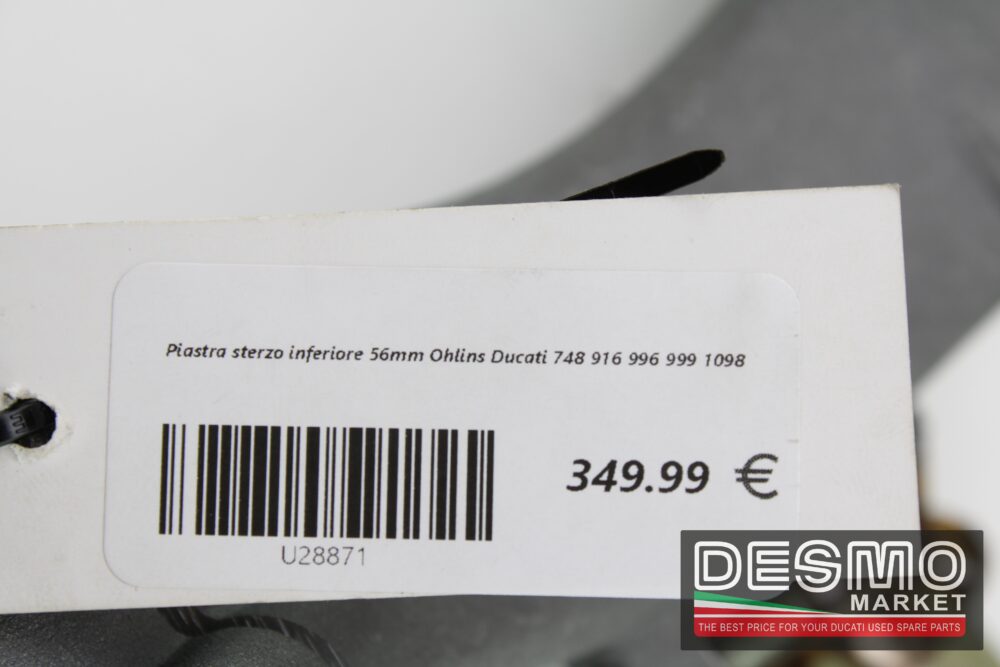 Piastra sterzo inferiore 56mm Ohlins Ducati 748 916 996 999 1098
349.99 €
U28871
DESMO
MARKET
THE BEST PRICE FOR YOUR DUCATI USED SPARE PARTS